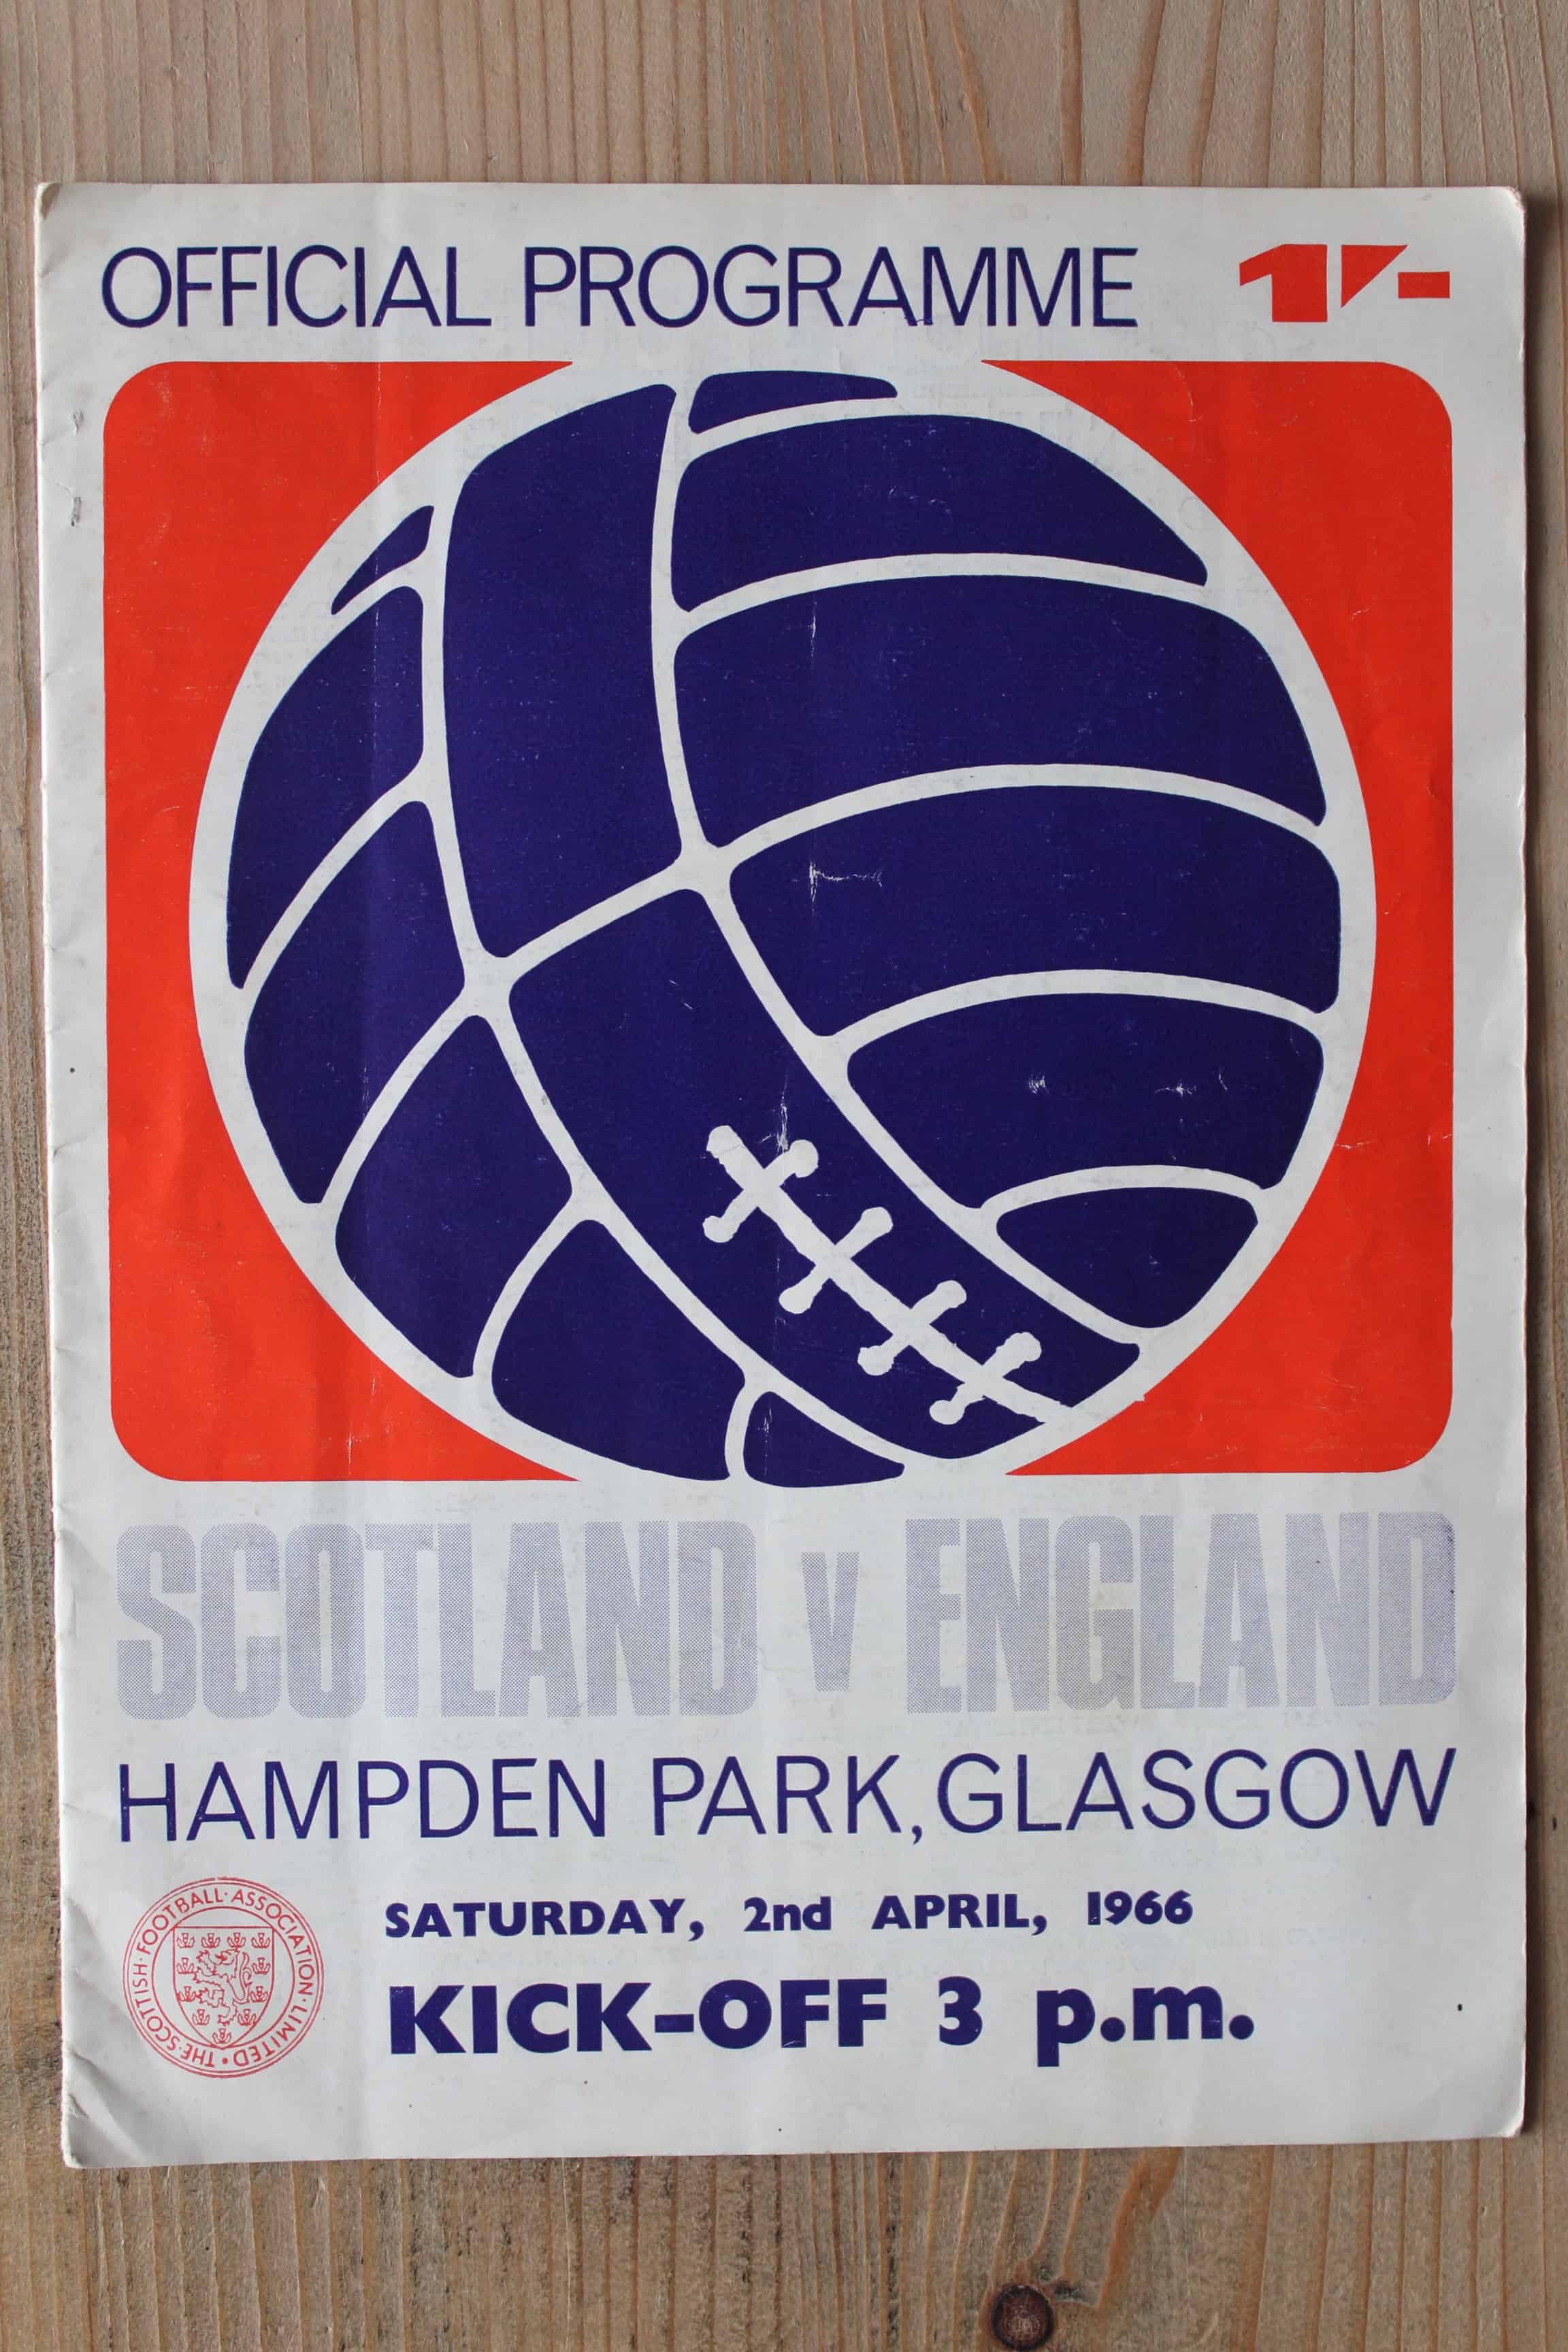 OFFICIAL PROGRAMME 1/-
SCOTLAND v ENGLAND
HAMPDEN PARK, GLASGOW
SATURDAY, 2nd APRIL, 1966
KICK-OFF 3 p.m.
THE·SCOTTISH·FOOTBALL·ASSOCIATION·LIMITED·